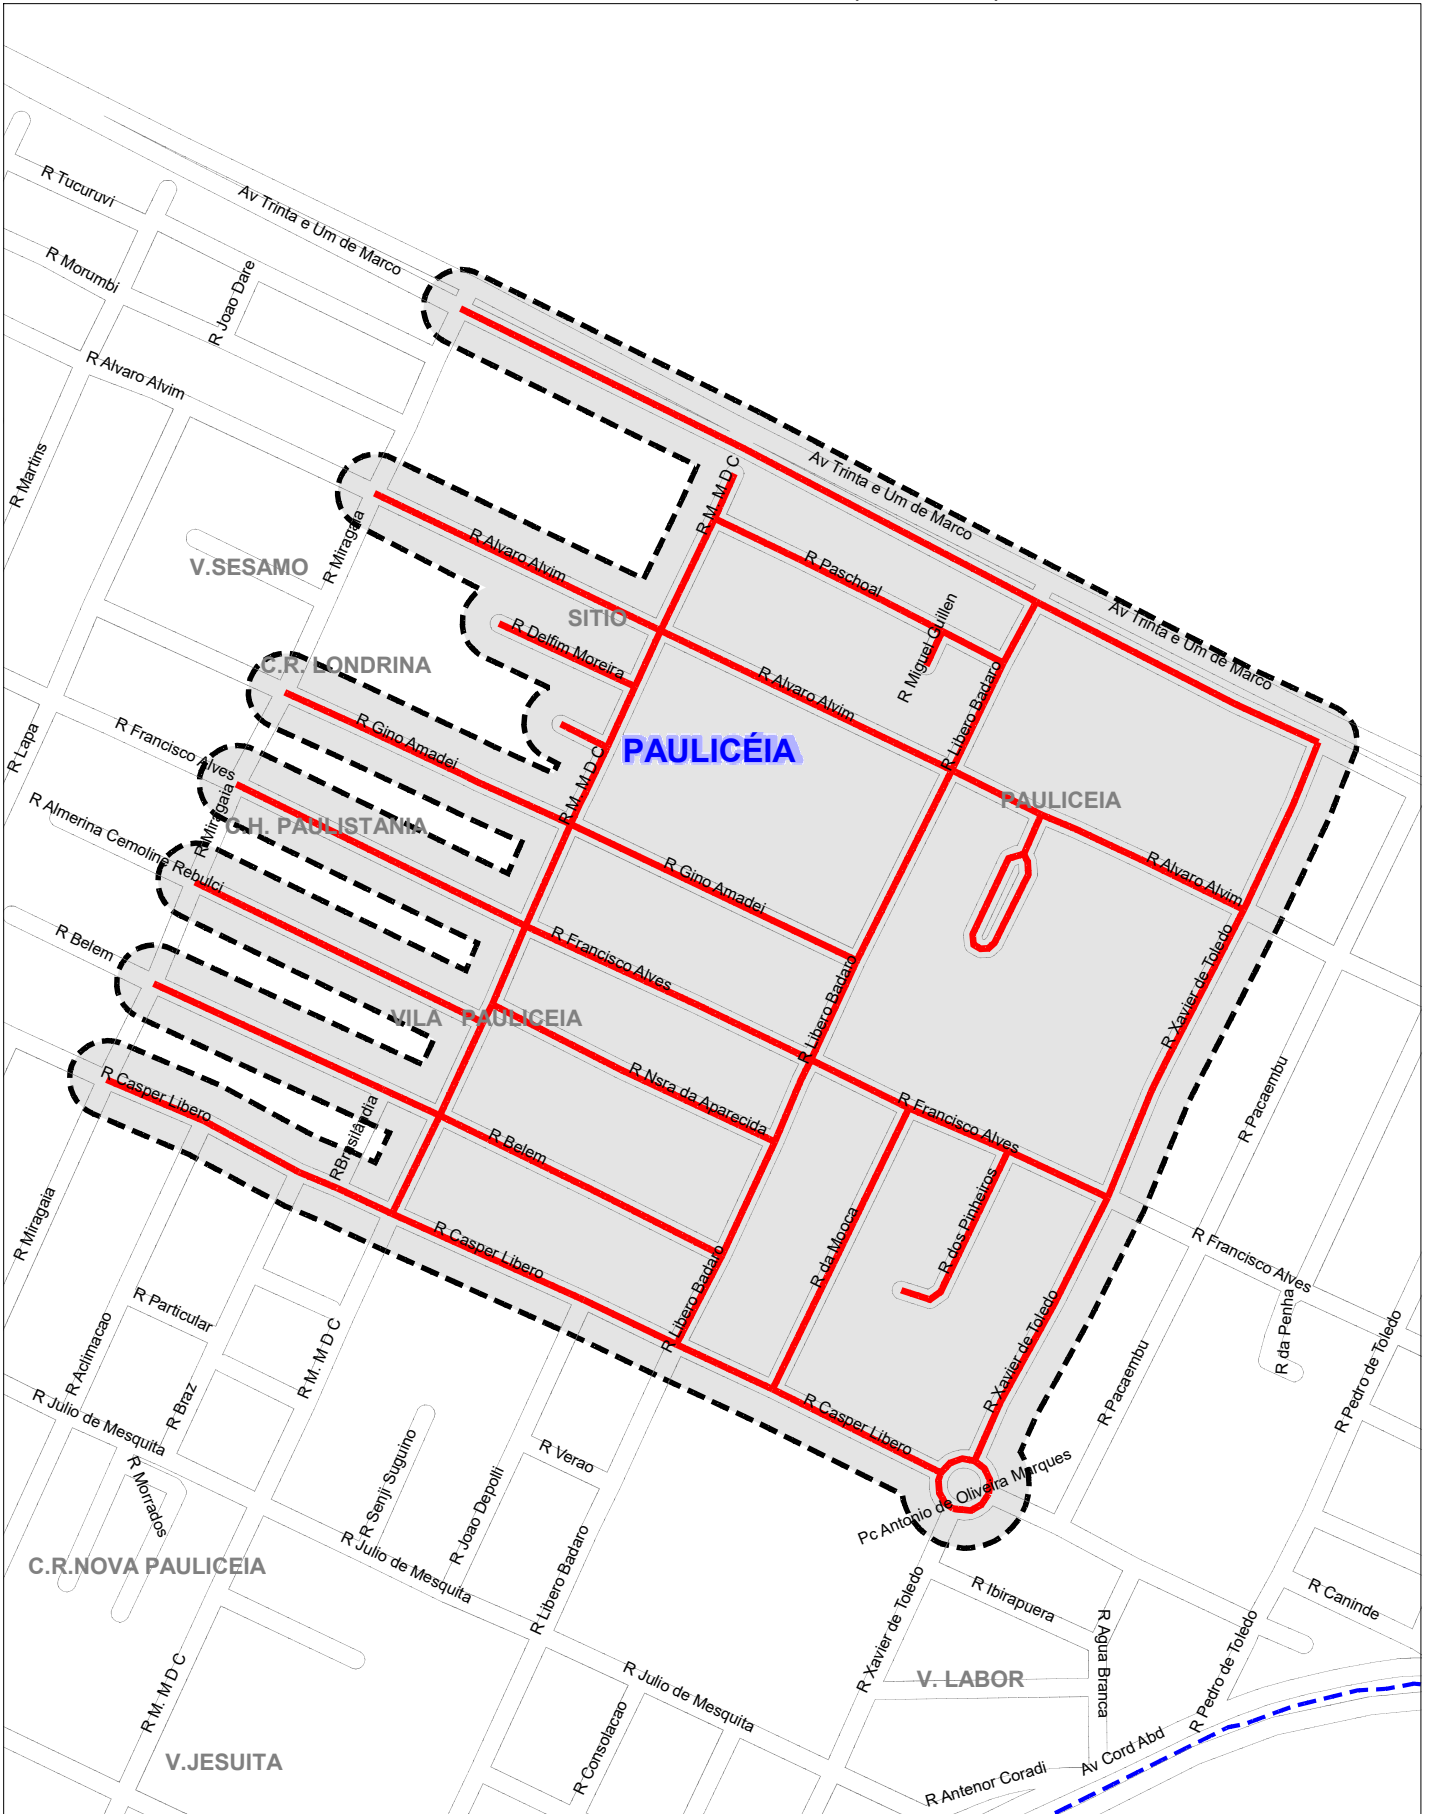 R Tucuruvi
Av Trinta e Um de Marco
R Morumbi
R Joao Dare
R Alvaro Alvim
R Martins
Av Trinta e Um de Marco
R M. M D C
R Miragaia
R Alvaro Alvim
V.SESAMO
R Paschoal
SITIO
R Miguel Guillen
Av Trinta e Um de Marco
R Delfim Moreira
C.R. LONDRINA
R Alvaro Alvim
R Libero Badaro
R Lapa
R Francisco Alves
R Gino Amadei
PAULICÉIA
R M. M D C
PAULICEIA
R Almerina Cemoline Rebulci
R Miragaia
C.H. PAULISTANIA
R Gino Amadei
R Alvaro Alvim
R Belem
R Francisco Alves
R Libero Badaro
R Xavier de Toledo
VILA PAULICEIA
R Nsra da Aparecida
R Casper Libero
R Brasilandia
R Francisco Alves
R Pacaembu
R Belem
R Miragaia
R Casper Libero
R da Mooca
R dos Pinheiros
R Francisco Alves
R Particular
R Libero Badaro
R Xavier de Toledo
R da Penha
R Aclimacao
R M. M D C
R Pacaembu
R Pedro de Toledo
R Braz
R Julio de Mesquita
R Casper Libero
R Morrados
R Senji Suguino
R Verao
R Joao Depolli
Pc Antonio de Oliveira Marques
C.R.NOVA PAULICEIA
R Julio de Mesquita
R Libero Badaro
R Ibirapuera
R Caninde
R Xavier de Toledo
R Agua Branca
R Pedro de Toledo
R M. M D C
R Julio de Mesquita
V. LABOR
V.JESUITA
R Consolacao
Av Cord Abd
R Antenor Coradi